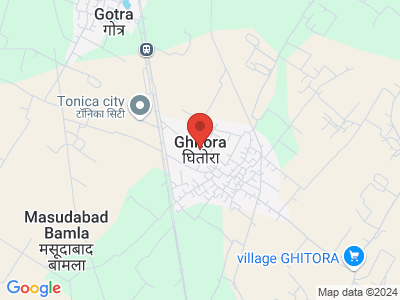 Gotra
गोत्र
Tonica city
टॉनिका सिटी
Ghitora
घितोरा
Masudabad
Bamla
मसूदाबाद
बामला
village GHITORA
Google
Map data ©2024